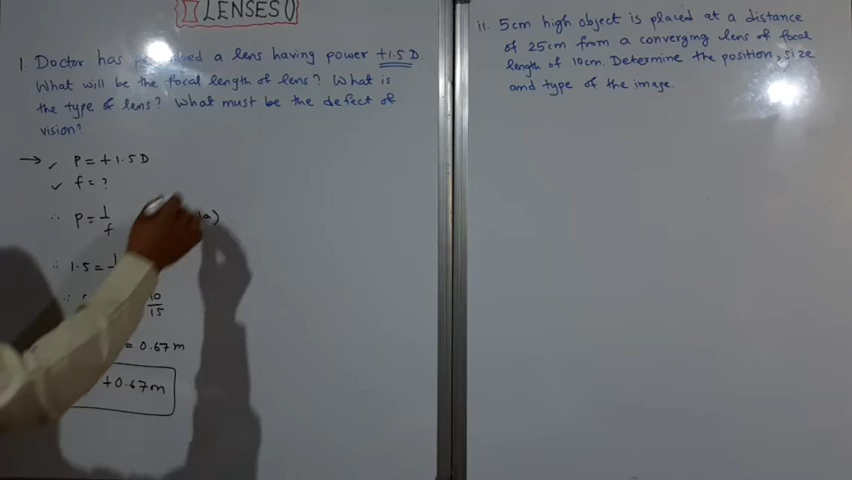 LENSES
1. Doctor has a lens having power +1.5 D.
What will be the focal length of lens? What is
the type of lens? What must be the defect of
vision?
→ ✓ P = +1.5 D
✓ f = ?
∴ P = 1/f
∴ 1.5 = 1
10/15
= 0.67 m
+0.67m
ii. 5cm high object is placed at a distance
of 25cm from a converging lens of focal
length of 10cm. Determine the position, size
and type of the image.